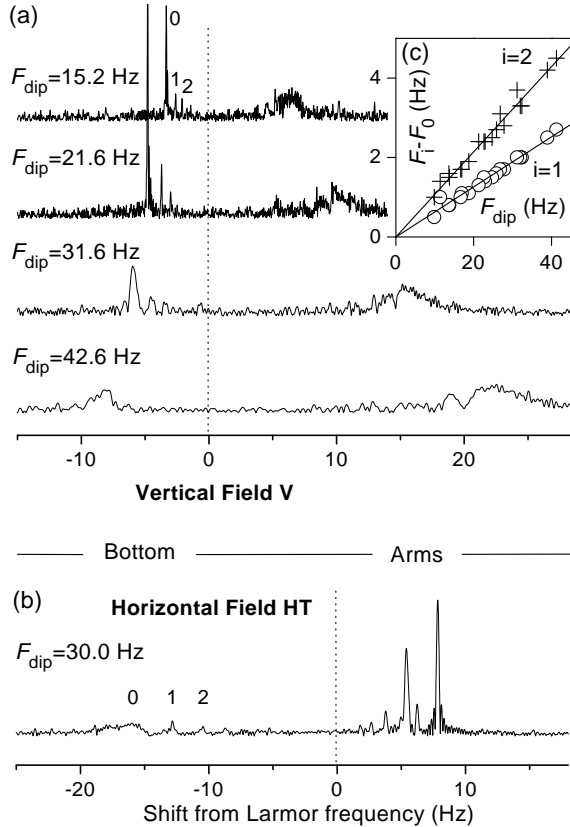 (a)
0
1 2
F_dip=15.2 Hz
F_dip=21.6 Hz
F_dip=31.6 Hz
F_dip=42.6 Hz
-10 0 10 20
Vertical Field V
(c)
4
2
0
F_i-F_0 (Hz)
i=2
i=1
F_dip (Hz)
0 20 40
Bottom Arms
(b)
Horizontal Field HT
F_dip=30.0 Hz
0 1 2
-20 -10 0 10
Shift from Larmor frequency (Hz)